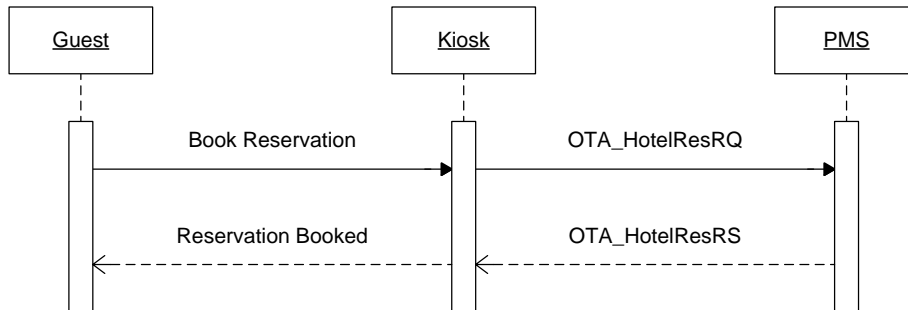 Guest
Kiosk
PMS
Book Reservation
OTA_HotelResRQ
Reservation Booked
OTA_HotelResRS